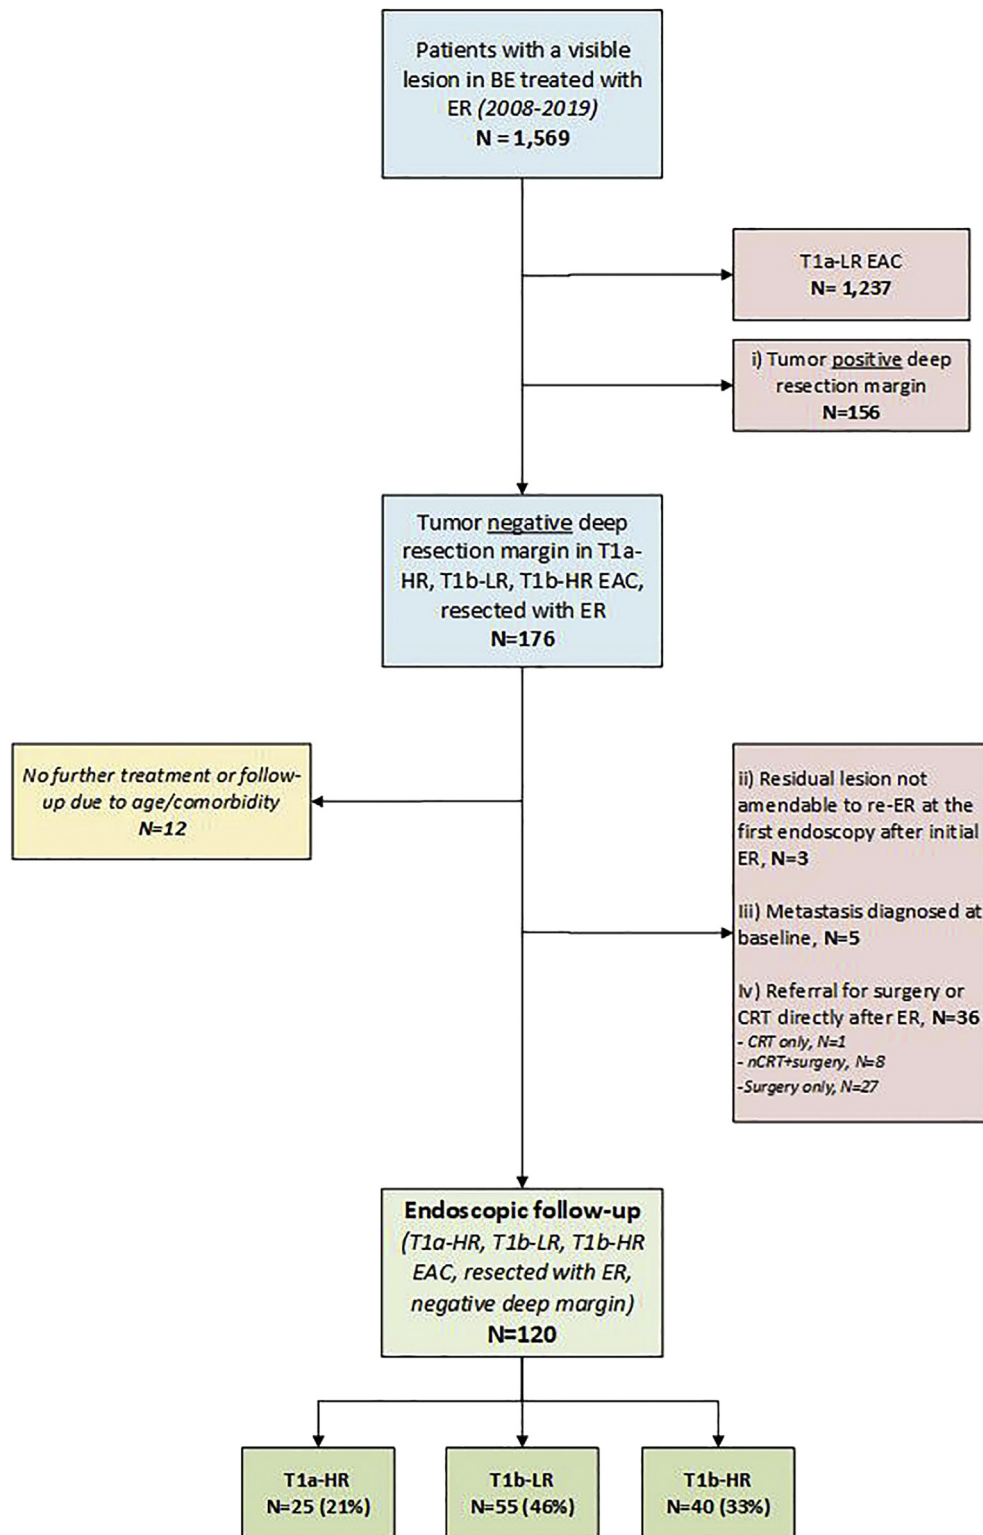 Patients with a visible
lesion in BE treated with
ER (2008-2019)
N = 1,569
T1a-LR EAC
N= 1,237
i) Tumor positive deep
resection margin
N=156
Tumor negative deep
resection margin in T1a-
HR, T1b-LR, T1b-HR EAC,
resected with ER
N=176
No further treatment or follow-
up due to age/comorbidity
N=12
ii) Residual lesion not
amendable to re-ER at the
first endoscopy after initial
ER, N=3
Iii) Metastasis diagnosed at
baseline, N=5
Iv) Referral for surgery or
CRT directly after ER, N=36
- CRT only, N=1
- nCRT+surgery, N=8
-Surgery only, N=27
Endoscopic follow-up
(T1a-HR, T1b-LR, T1b-HR
EAC, resected with ER,
negative deep margin)
N=120
T1a-HR
N=25 (21%)
T1b-LR
N=55 (46%)
T1b-HR
N=40 (33%)